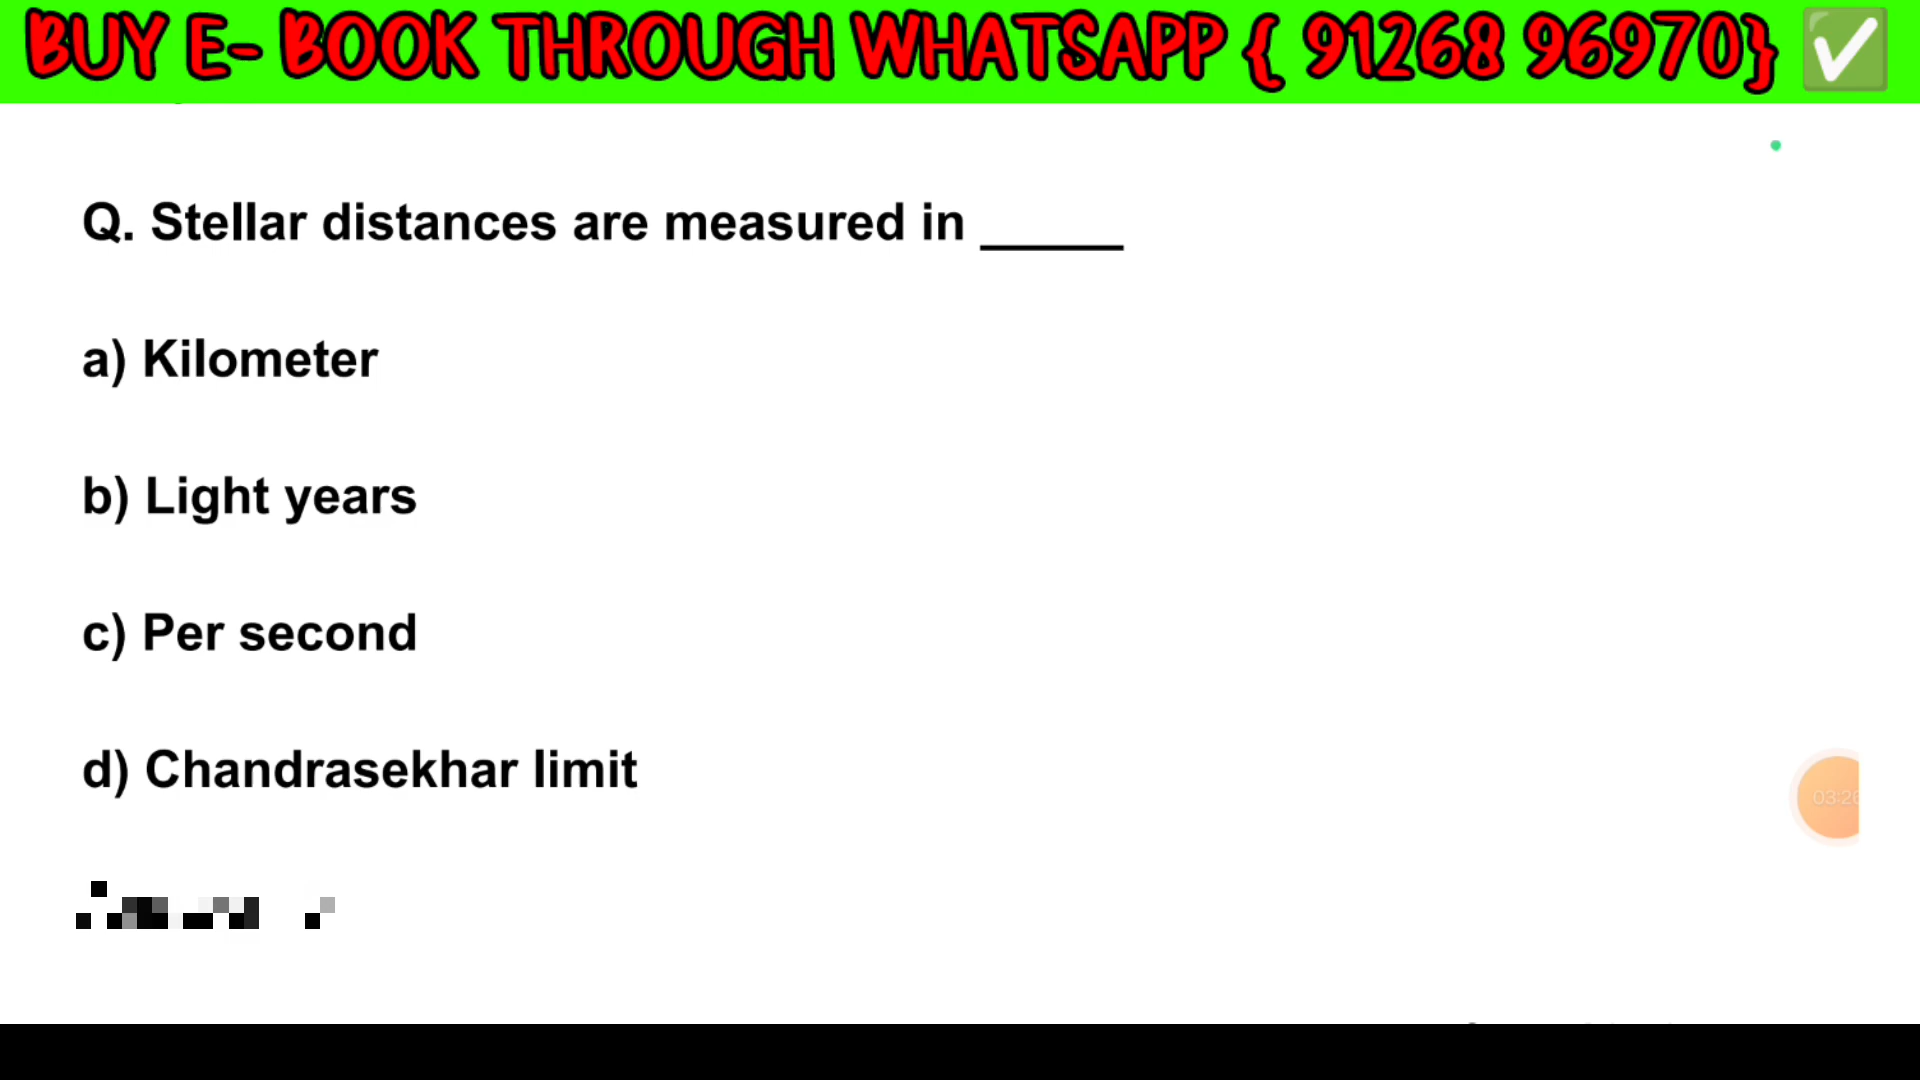 BUY E- BOOK THROUGH WHATSAPP { 91268 96970} ✅
Q. Stellar distances are measured in _____
a) Kilometer
b) Light years
c) Per second
d) Chandrasekhar limit